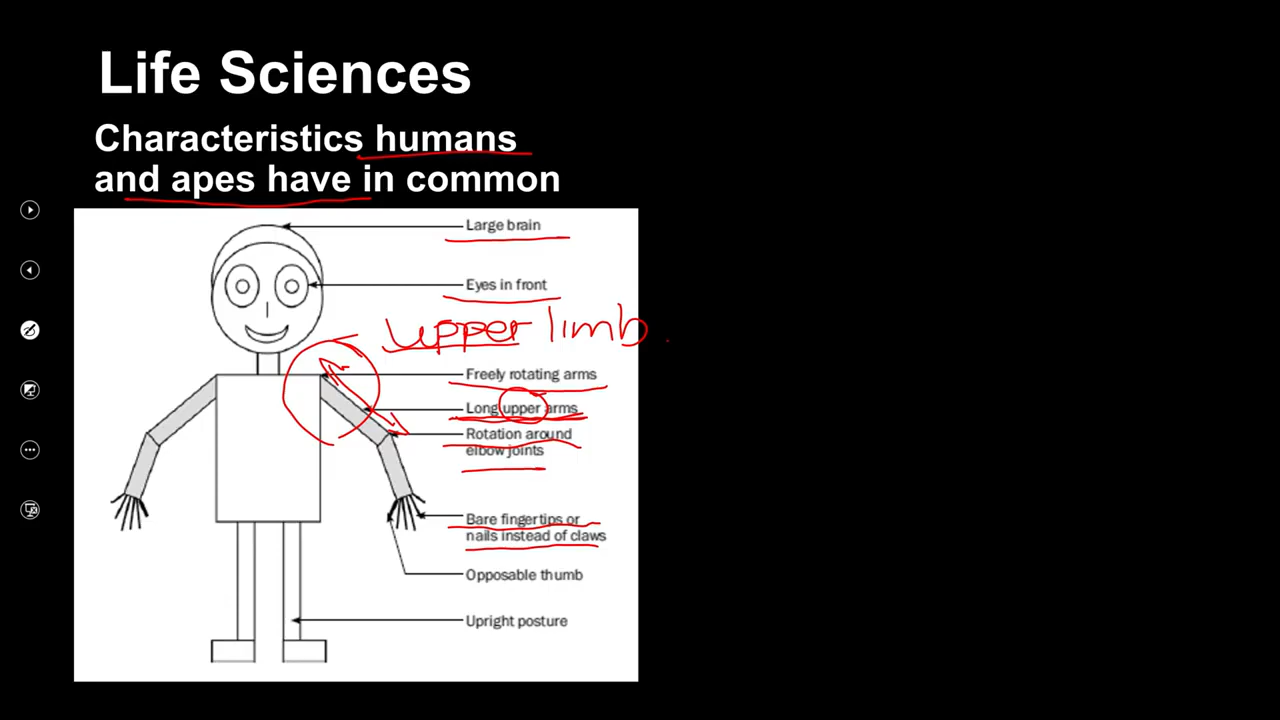 Life Sciences
Characteristics humans
and apes have in common
Large brain
Eyes in front
upper limb
Freely rotating arms
Long upper arms
Rotation around
elbow joints
Bare fingertips or
nails instead of claws
Opposable thumb
Upright posture